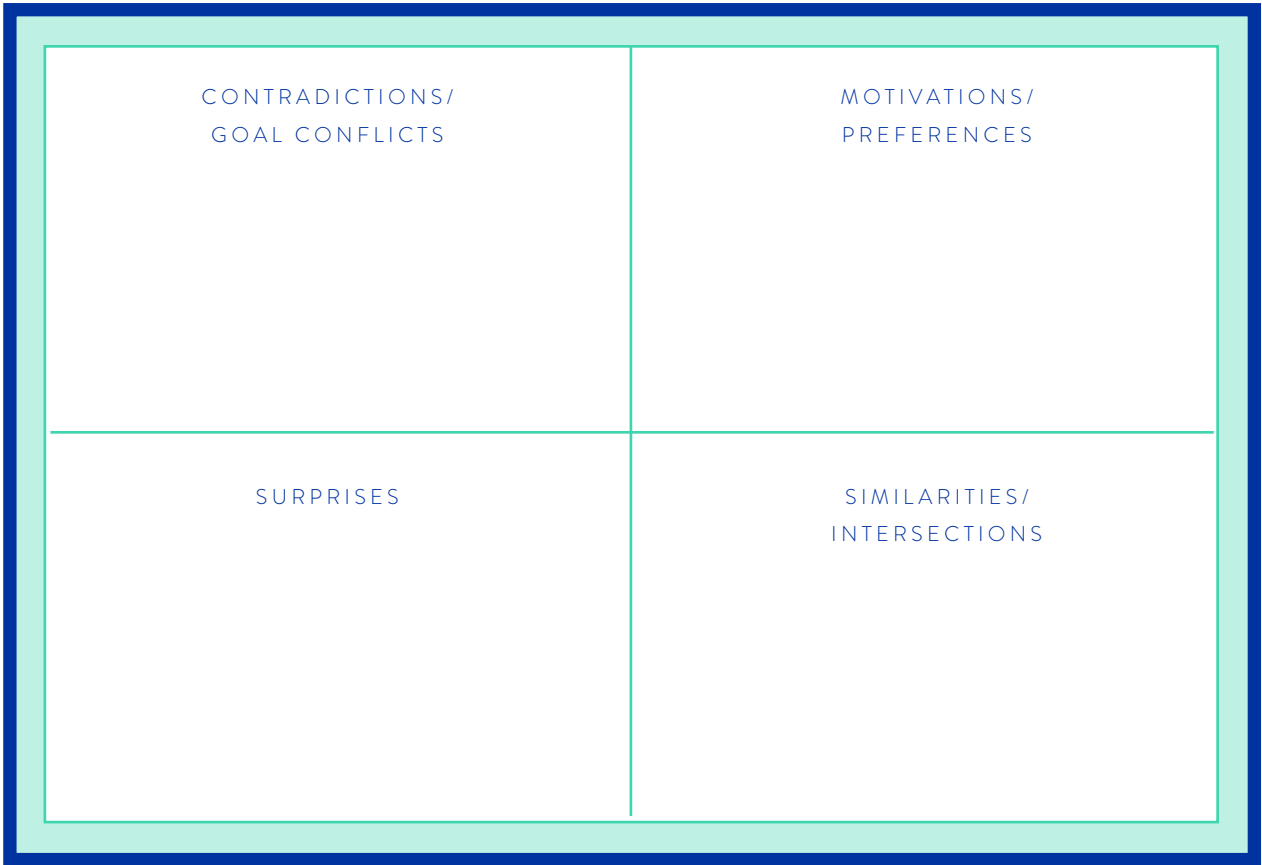 CONTRADICTIONS/
GOAL CONFLICTS
MOTIVATIONS/
PREFERENCES
SURPRISES
SIMILARITIES/
INTERSECTIONS